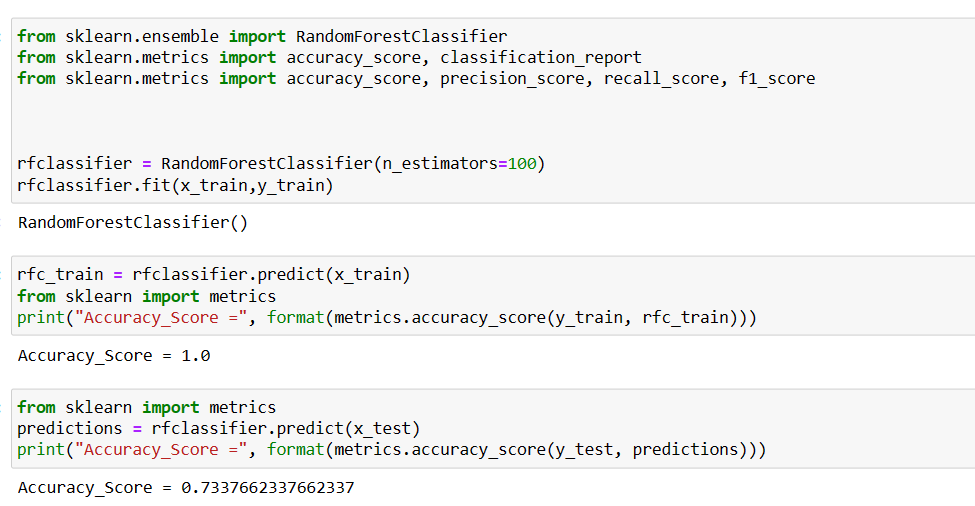 from sklearn.ensemble import RandomForestClassifier
from sklearn.metrics import accuracy_score, classification_report
from sklearn.metrics import accuracy_score, precision_score, recall_score, f1_score
rfclassifier = RandomForestClassifier(n_estimators=100)
rfclassifier.fit(x_train,y_train)
RandomForestClassifier()
rfc_train = rfclassifier.predict(x_train)
from sklearn import metrics
print("Accuracy_Score =", format(metrics.accuracy_score(y_train, rfc_train)))
Accuracy_Score = 1.0
from sklearn import metrics
predictions = rfclassifier.predict(x_test)
print("Accuracy_Score =", format(metrics.accuracy_score(y_test, predictions)))
Accuracy_Score = 0.7337662337662337